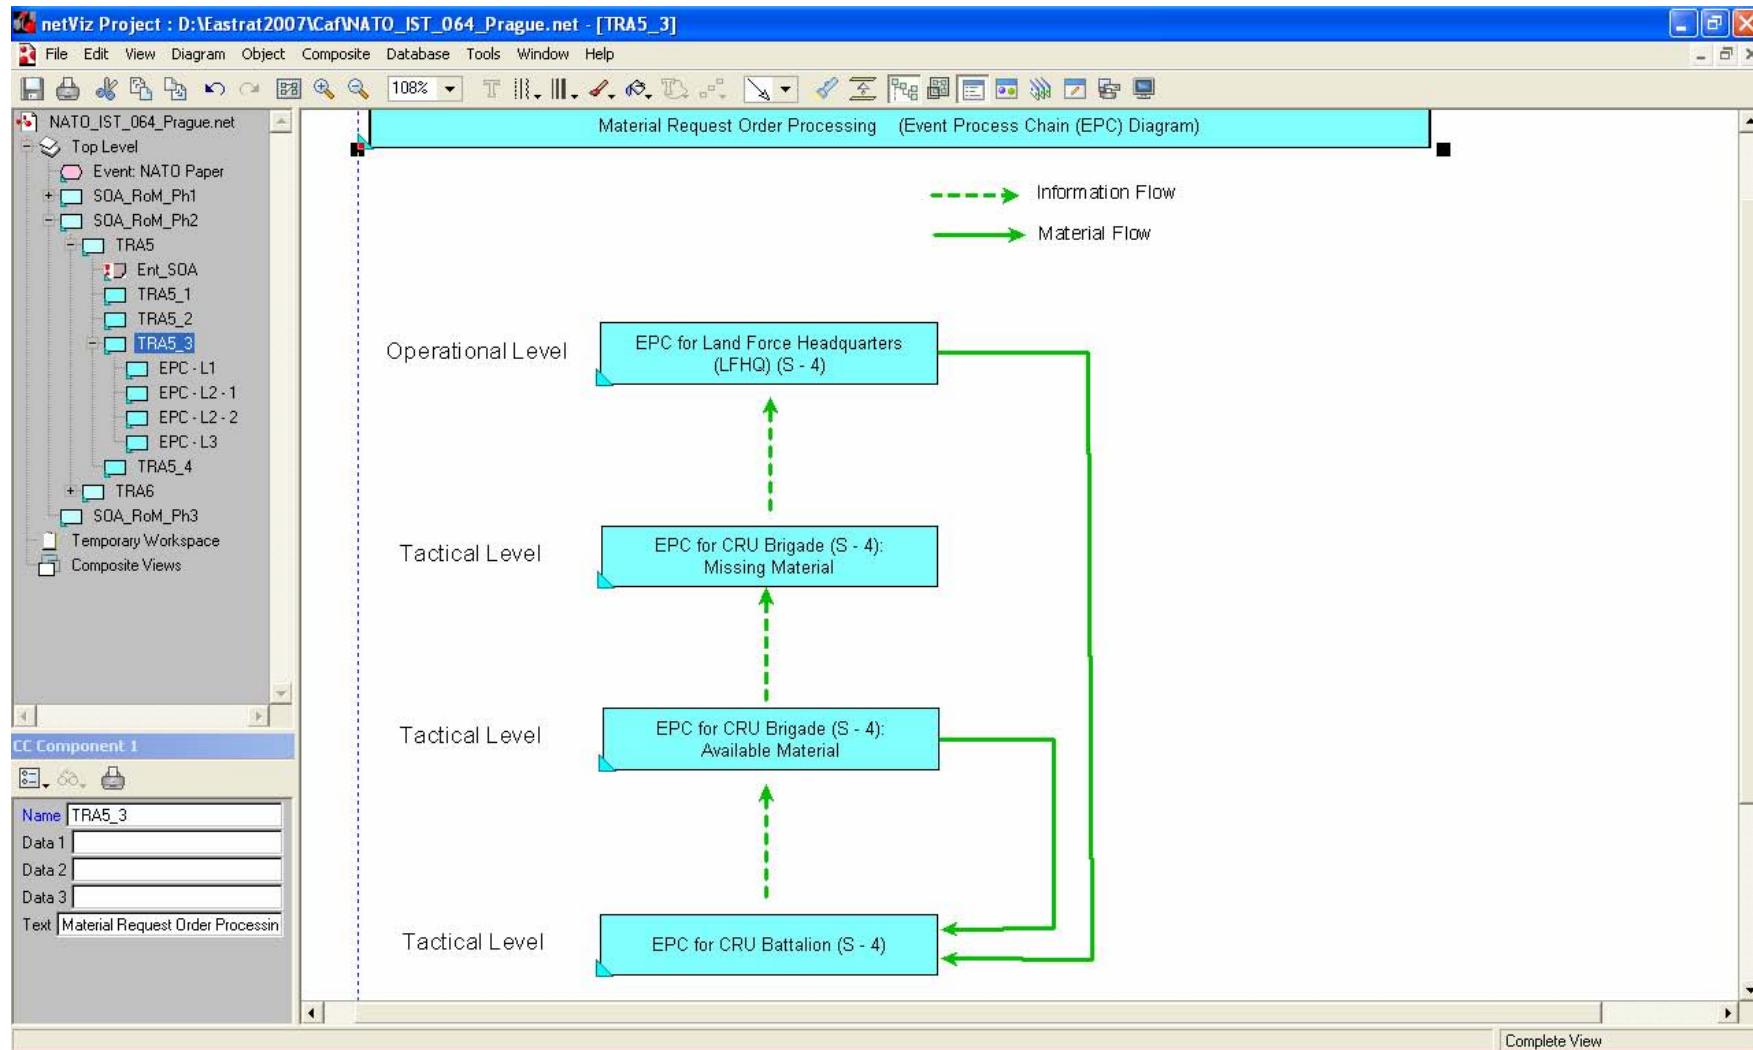 netViz Project : D:\Eastrat2007\Caf\NATO_IST_064_Prague.net - [TRA5_3]
File Edit View Diagram Object Composite Database Tools Window Help
108%
NATO_IST_064_Prague.net
Top Level
Event: NATO Paper
SOA_RoM_Ph1
SOA_RoM_Ph2
TRA5
Ent_SOA
TRA5_1
TRA5_2
TRA5_3
EPC - L1
EPC - L2 - 1
EPC - L2 - 2
EPC - L3
TRA5_4
TRA6
SOA_RoM_Ph3
Temporary Workspace
Composite Views
CC Component 1
Name TRA5_3
Data 1
Data 2
Data 3
Text Material Request Order Processin
Material Request Order Processing (Event Process Chain (EPC) Diagram)
Information Flow
Material Flow
Operational Level
EPC for Land Force Headquarters
(LFHQ) (S - 4)
Tactical Level
EPC for CRU Brigade (S - 4):
Missing Material
Tactical Level
EPC for CRU Brigade (S - 4):
Available Material
Tactical Level
EPC for CRU Battalion (S - 4)
Complete View